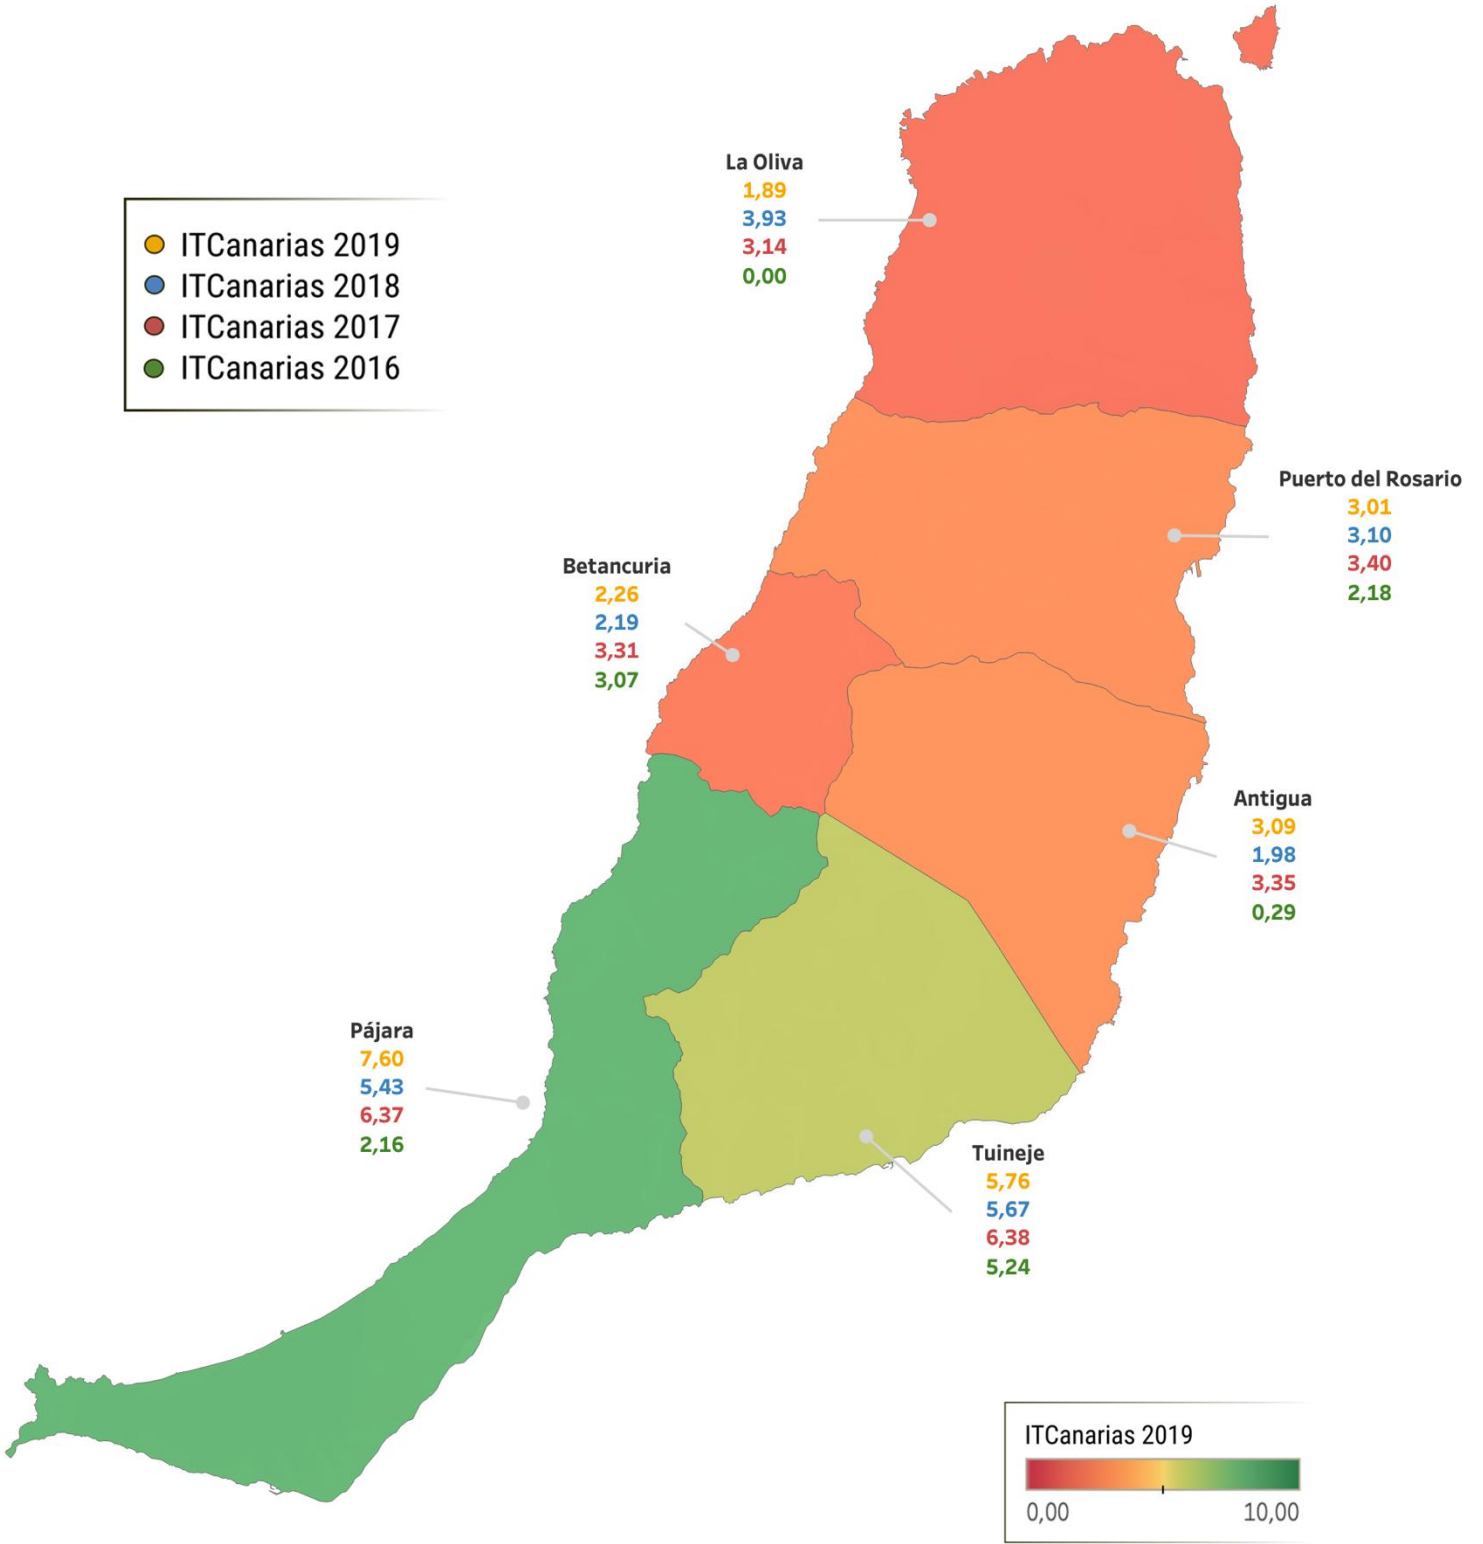 La Oliva
1,89
3,93
3,14
0,00
ITCanarias 2019
ITCanarias 2018
ITCanarias 2017
ITCanarias 2016
Puerto del Rosario
3,01
3,10
3,40
2,18
Betancuria
2,26
2,19
3,31
3,07
Antigua
3,09
1,98
3,35
0,29
Pájara
7,60
5,43
6,37
2,16
Tuineje
5,76
5,67
6,38
5,24
ITCanarias 2019
0,00 10,00